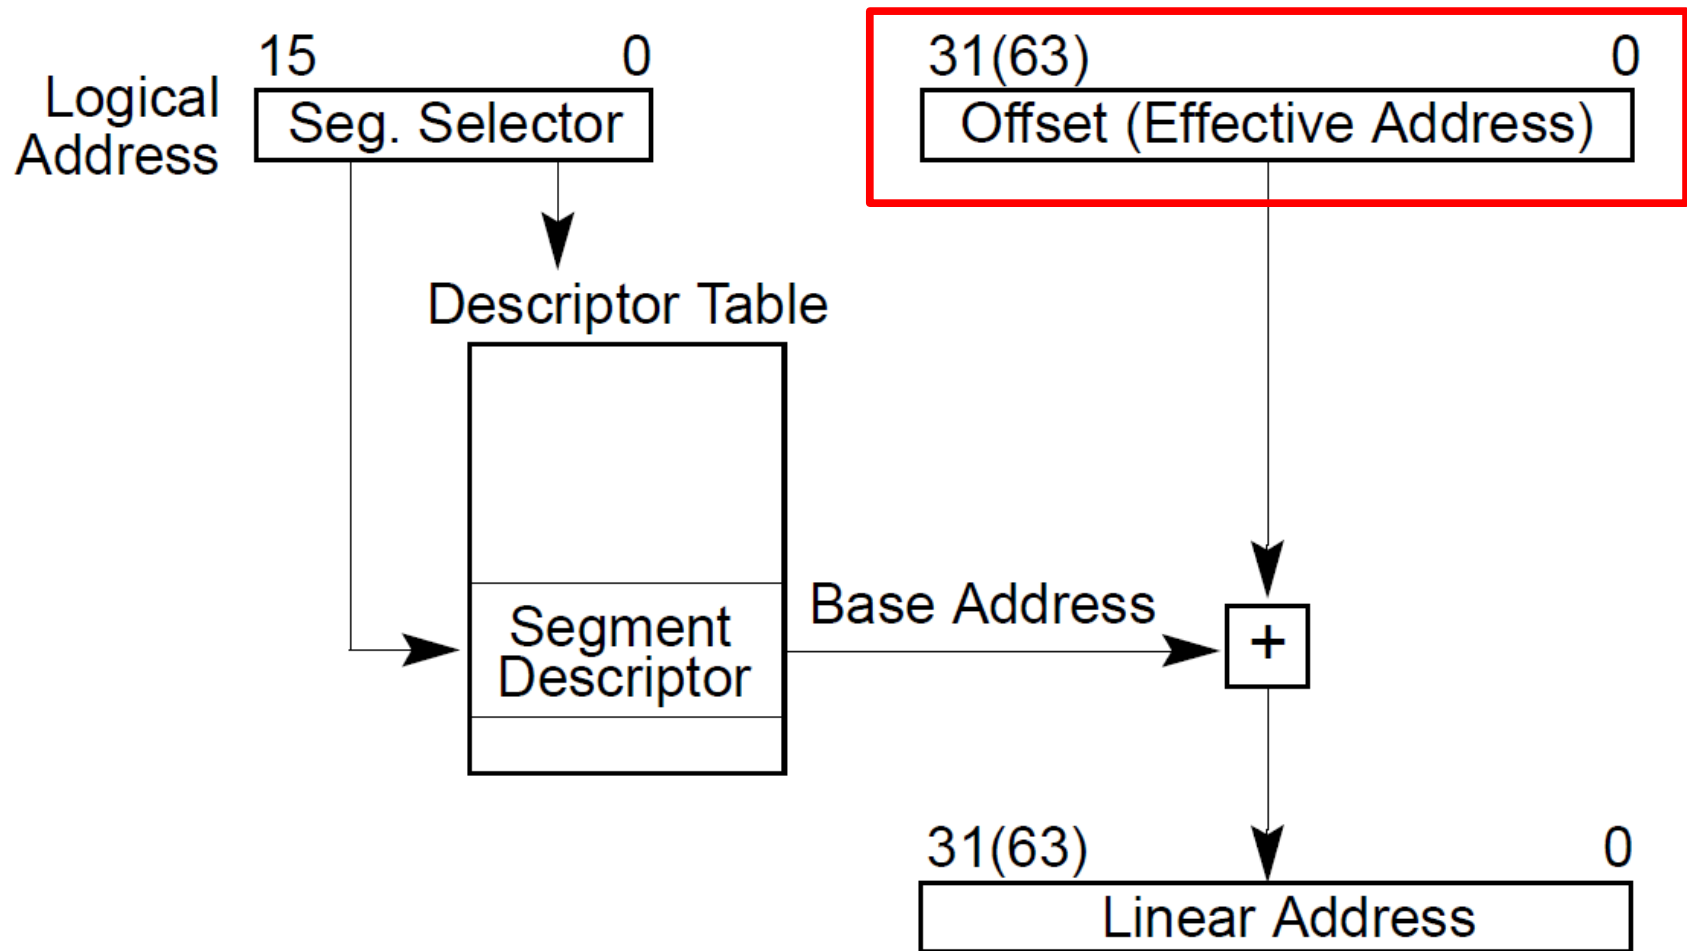 15 0
31(63) 0
Logical
Address
Seg. Selector
Offset (Effective Address)
Descriptor Table
Base Address
+
Segment
Descriptor
31(63) 0
Linear Address